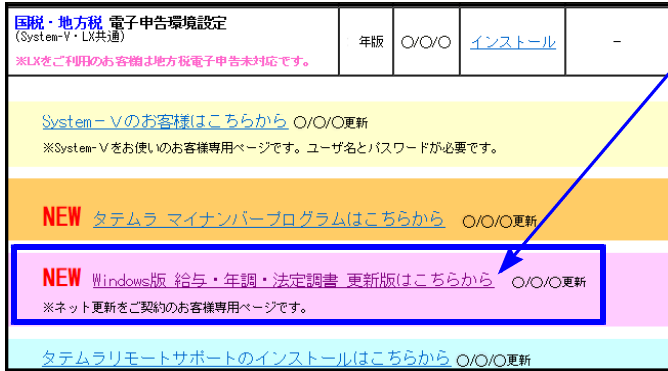 国税・地方税 電子申告環境設定
(System-V・LX共通)
※LXをご利用のお客様は地方税電子申告未対応です。
年版 〇/〇/〇 インストール －
System－Vのお客様はこちらから 〇/〇/〇更新
※System-Vをお使いのお客様専用ページです。ユーザ名とパスワードが必要です。
NEW タテムラ マイナンバープログラムはこちらから 〇/〇/〇更新
NEW Windows版 給与・年調・法定調書 更新版はこちらから 〇/〇/〇更新
※ネット更新をご契約のお客様専用ページです。
タテムラリモートサポートのインストールはこちらから 〇/〇/〇更新